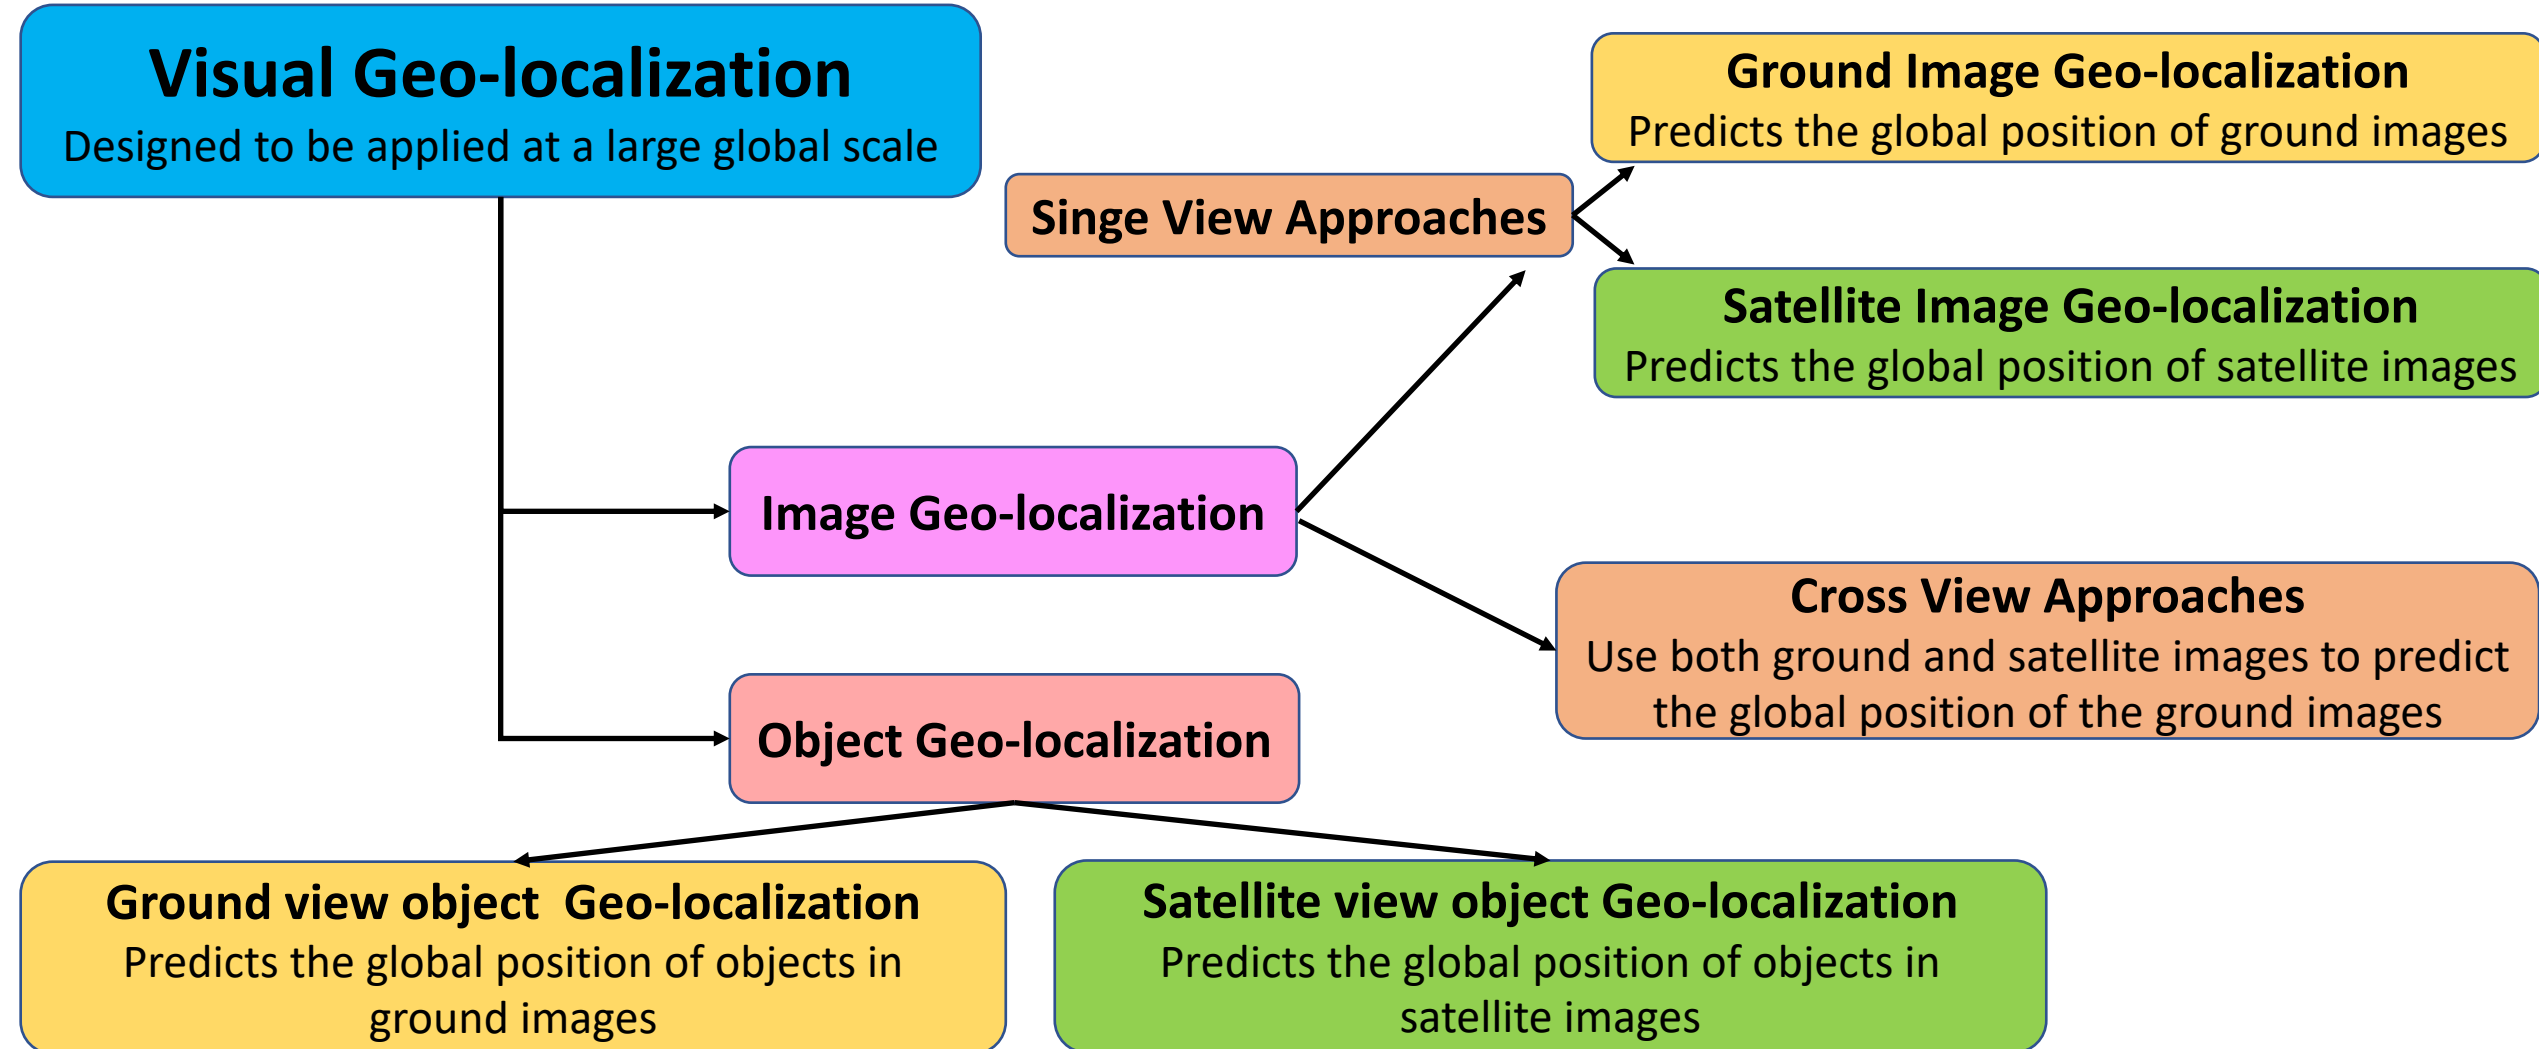 Visual Geo-localization
Designed to be applied at a large global scale
Ground Image Geo-localization
Predicts the global position of ground images
Singe View Approaches
Satellite Image Geo-localization
Predicts the global position of satellite images
Image Geo-localization
Cross View Approaches
Use both ground and satellite images to predict
the global position of the ground images
Object Geo-localization
Ground view object  Geo-localization
Predicts the global position of objects in
ground images
Satellite view object Geo-localization
Predicts the global position of objects in
satellite images